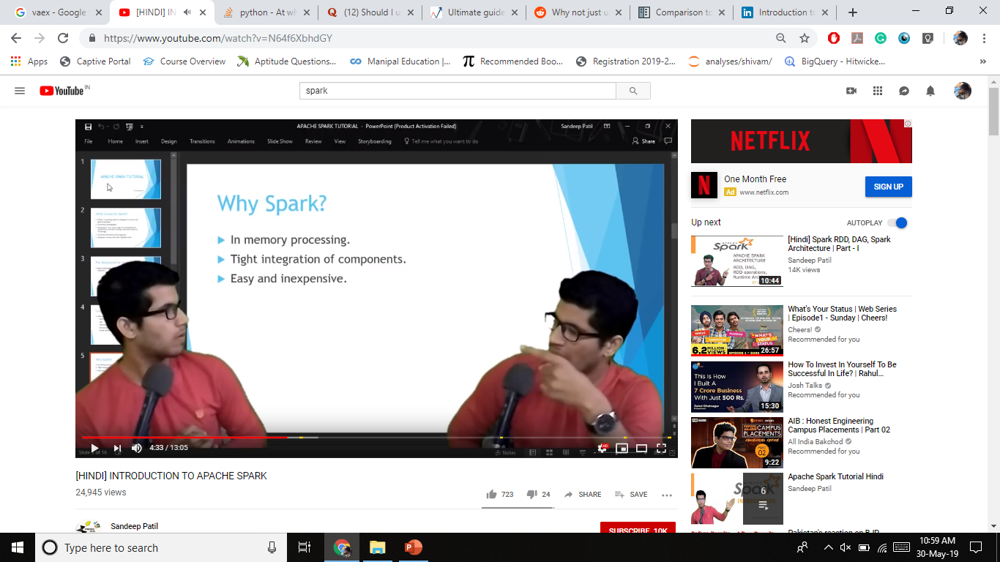 vaex - Google
[HINDI] IN
python - At wh
(12) Should I u
Ultimate guide
Why not just u
Comparison to
Introduction to
https://www.youtube.com/watch?v=N64f6XbhdGY
Apps
Captive Portal
Course Overview
Aptitude Questions...
Manipal Education |...
Recommended Boo...
Registration 2019-2...
analyses/shivam/
BigQuery - Hitwicke...
YouTube IN
spark
APACHE SPARK TUTORIAL - PowerPoint (Product Activation Failed)
Sandeep Patil
File
Home
Insert
Design
Transitions
Animations
Slide Show
Review
View
Storyboarding
Tell me what you want to do
Share
1
APACHE SPARK TUTORIAL
2
3
4
5
Why Spark?
In memory processing.
Tight integration of components.
Easy and inexpensive.
4:33 / 13:05
HD
Notes
[HINDI] INTRODUCTION TO APACHE SPARK
24,945 views
723
24
SHARE
SAVE
Sandeep Patil
SUBSCRIBE 10K
NETFLIX
One Month Free
Ad www.netflix.com
SIGN UP
Up next
AUTOPLAY
APACHE
Spark
APACHE SPARK
ARCHITECTURE
RDD, DAG,
RDD operations,
10:44
[Hindi] Spark RDD, DAG, Spark
Architecture | Part - I
Sandeep Patil
14K views
WHAT'S
YOUR
STATUS
6.2 MILLION
VIEWS
26:57
What's Your Status | Web Series
| Episode1 - Sunday | Cheers!
Cheers!
Recommended for you
This Is How
I Built A
7 Crore Business
With Just 500 Rs.
15:30
How To Invest In Yourself To Be
Successful In Life? | Rahul...
Josh Talks
Recommended for you
CAMPUS
PLACEMENTS
PART
02
9:22
AIB : Honest Engineering
Campus Placements | Part 02
All India Bakchod
Recommended for you
Spark
6
Apache Spark Tutorial Hindi
Sandeep Patil
Type here to search
10:59 AM
30-May-19